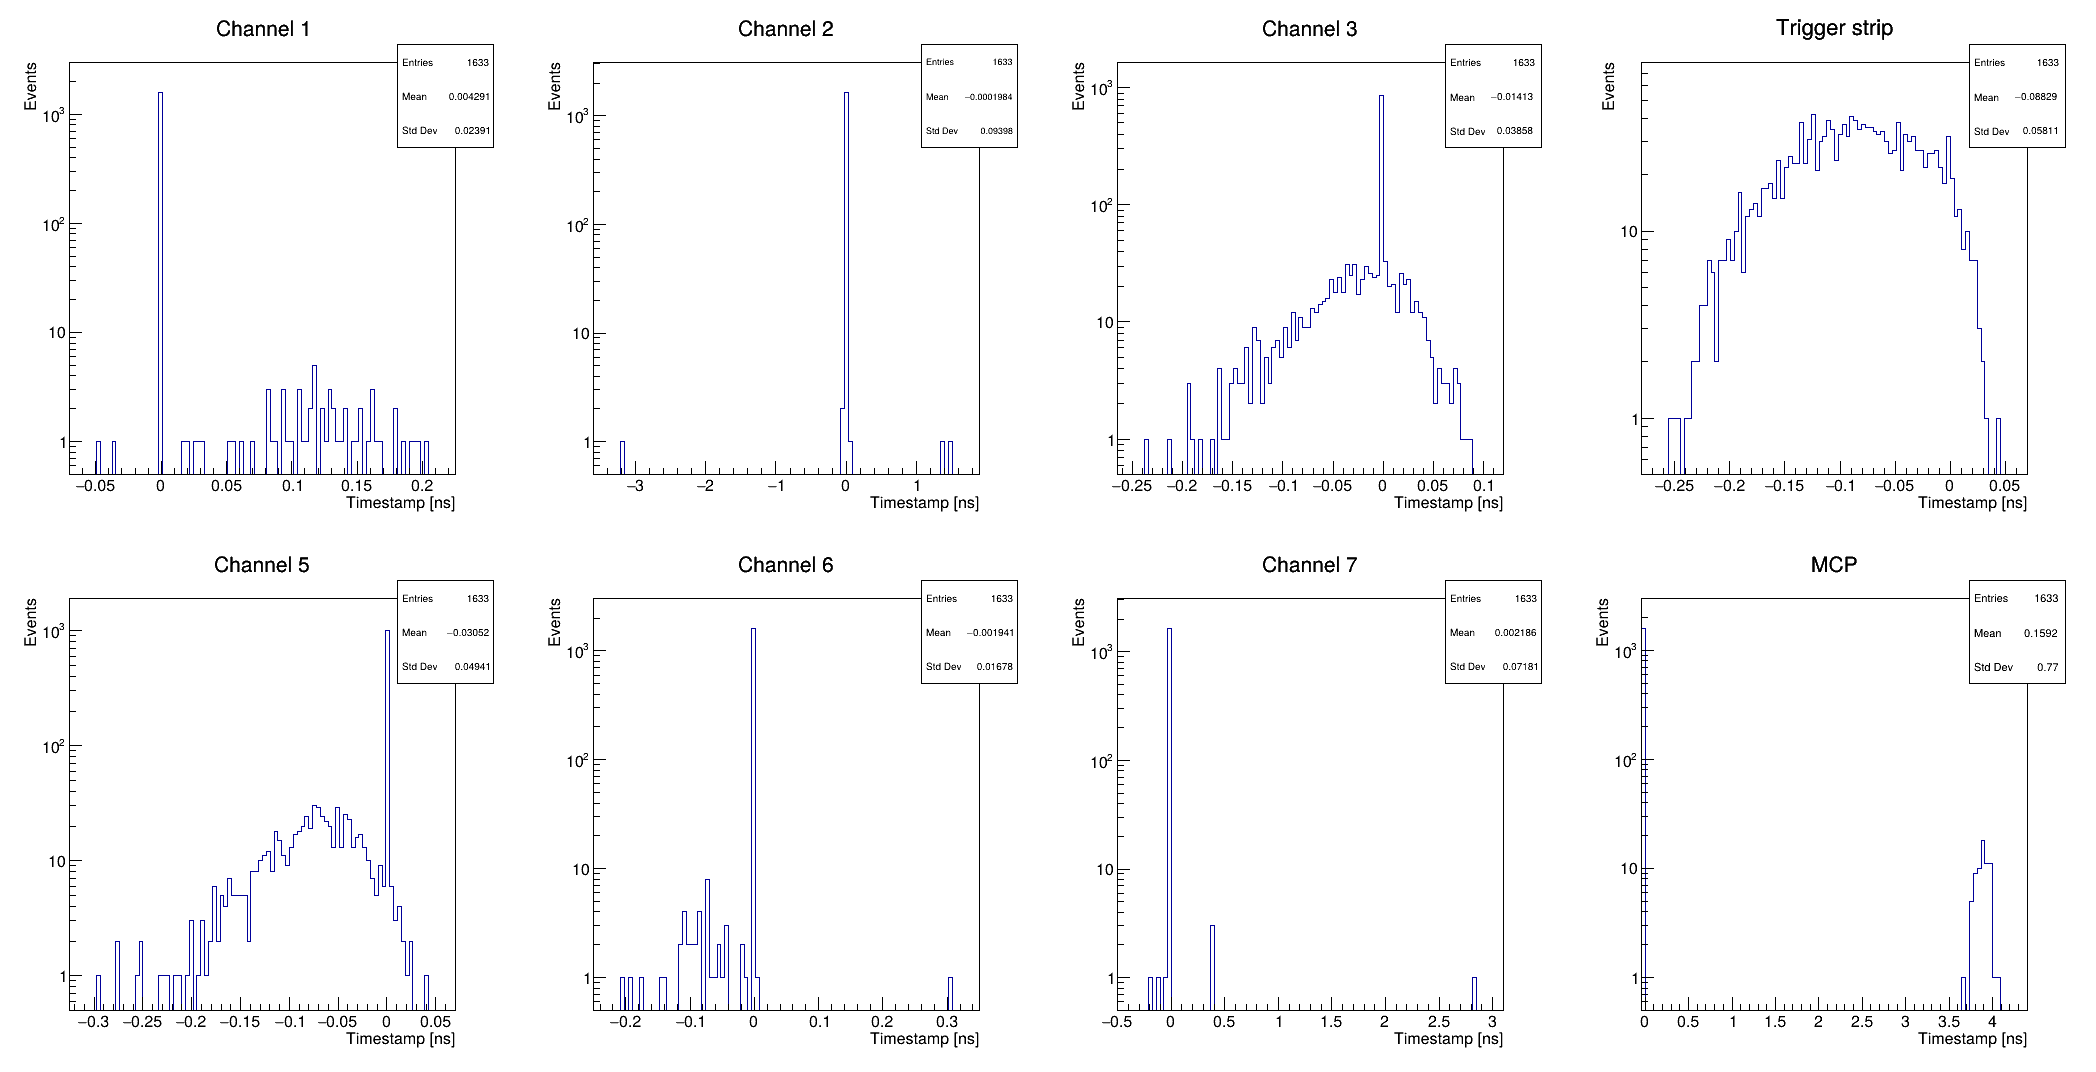 Channel 1
Events
Entries 1633
Mean 0.004291
Std Dev 0.02391
10³
10²
10
1
−0.05 0 0.05 0.1 0.15 0.2
Timestamp [ns]
Channel 2
Events
Entries 1633
Mean −0.0001984
Std Dev 0.09398
10³
10²
10
1
−3 −2 −1 0 1
Timestamp [ns]
Channel 3
Events
Entries 1633
Mean −0.01413
Std Dev 0.03858
10³
10²
10
1
−0.25 −0.2 −0.15 −0.1 −0.05 0 0.05 0.1
Timestamp [ns]
Trigger strip
Events
Entries 1633
Mean −0.08829
Std Dev 0.05811
10
1
−0.25 −0.2 −0.15 −0.1 −0.05 0 0.05
Timestamp [ns]
Channel 5
Events
Entries 1633
Mean −0.03052
Std Dev 0.04941
10³
10²
10
1
−0.3 −0.25 −0.2 −0.15 −0.1 −0.05 0 0.05
Timestamp [ns]
Channel 6
Events
Entries 1633
Mean −0.001941
Std Dev 0.01678
10³
10²
10
1
−0.2 −0.1 0 0.1 0.2 0.3
Timestamp [ns]
Channel 7
Events
Entries 1633
Mean 0.002186
Std Dev 0.07181
10³
10²
10
1
−0.5 0 0.5 1 1.5 2 2.5 3
Timestamp [ns]
MCP
Events
Entries 1633
Mean 0.1592
Std Dev 0.77
10³
10²
10
1
0 0.5 1 1.5 2 2.5 3 3.5 4
Timestamp [ns]